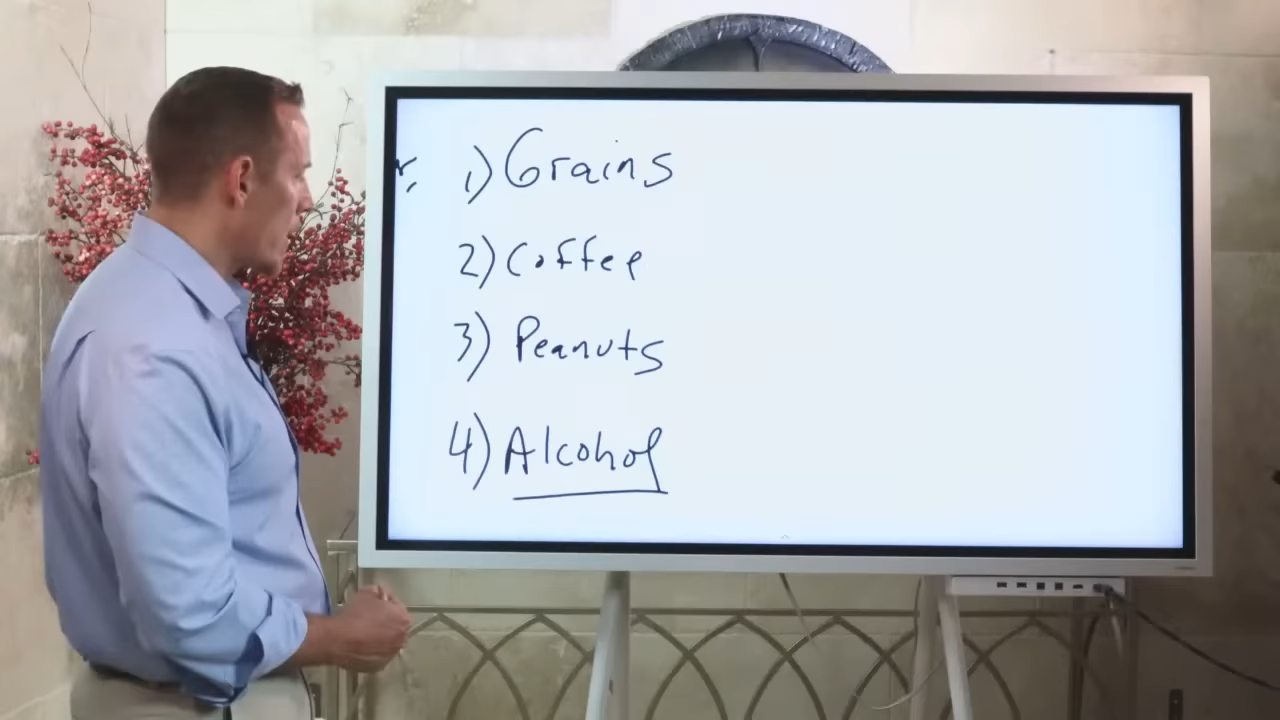 1) Grains
2) Coffee
3) Peanuts
4) Alcohol